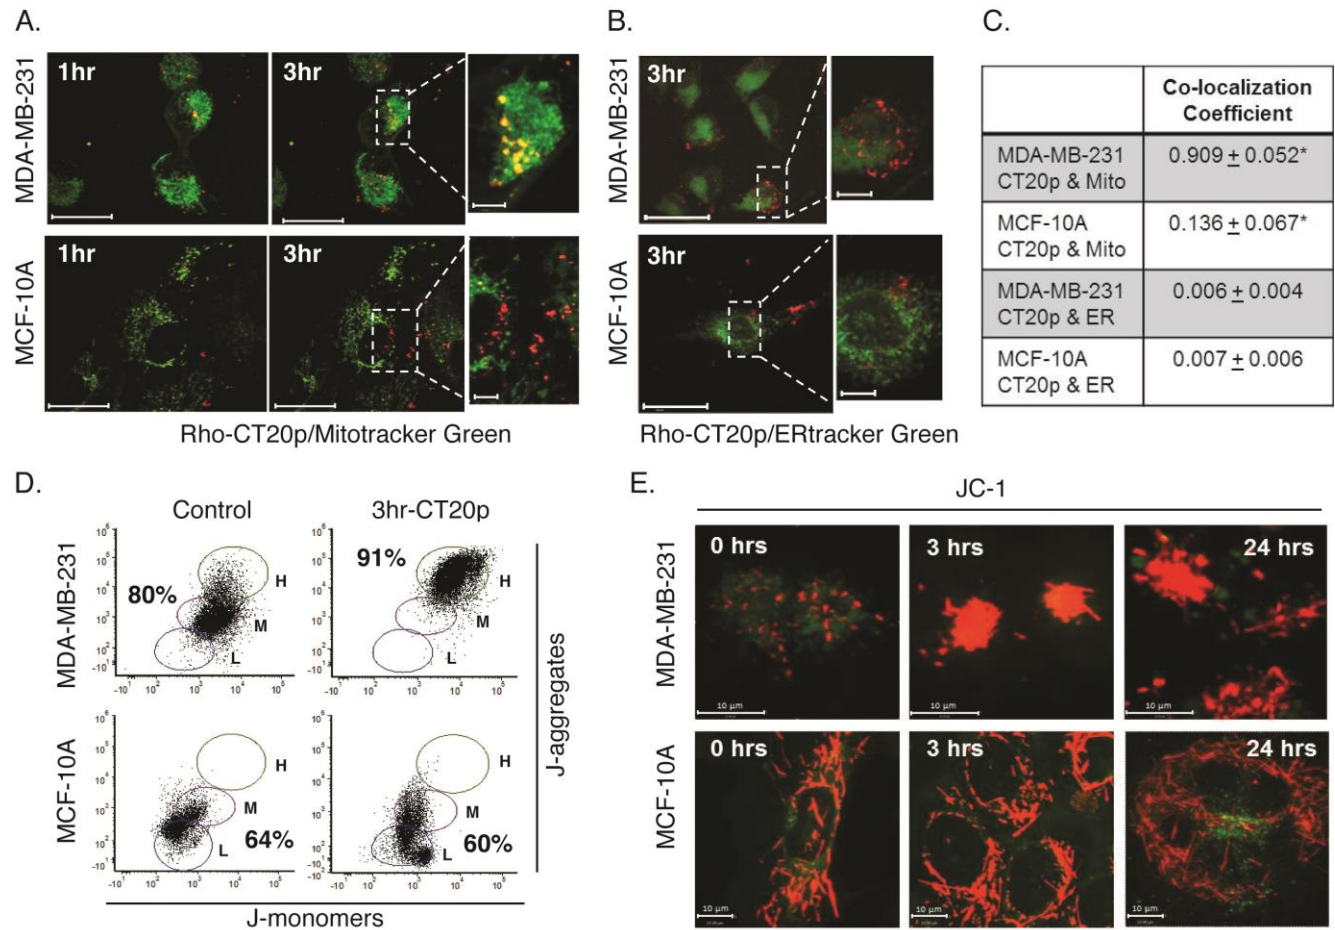 A.
MDA-MB-231
1hr
3hr
MCF-10A
1hr
3hr
Rho-CT20p/Mitotracker Green
B.
MDA-MB-231
3hr
MCF-10A
3hr
Rho-CT20p/ERtracker Green
C.
Co-localization
Coefficient
MDA-MB-231
CT20p & Mito
0.909 ± 0.052*
MCF-10A
CT20p & Mito
0.136 ± 0.067*
MDA-MB-231
CT20p & ER
0.006 ± 0.004
MCF-10A
CT20p & ER
0.007 ± 0.006
D.
Control
3hr-CT20p
MDA-MB-231
80%
H
M
L
91%
H
M
L
MCF-10A
64%
H
M
L
60%
H
M
L
J-aggregates
J-monomers
E.
JC-1
MDA-MB-231
0 hrs
10 µm
3 hrs
10 µm
24 hrs
10 µm
MCF-10A
0 hrs
10 µm
3 hrs
10 µm
24 hrs
10 µm